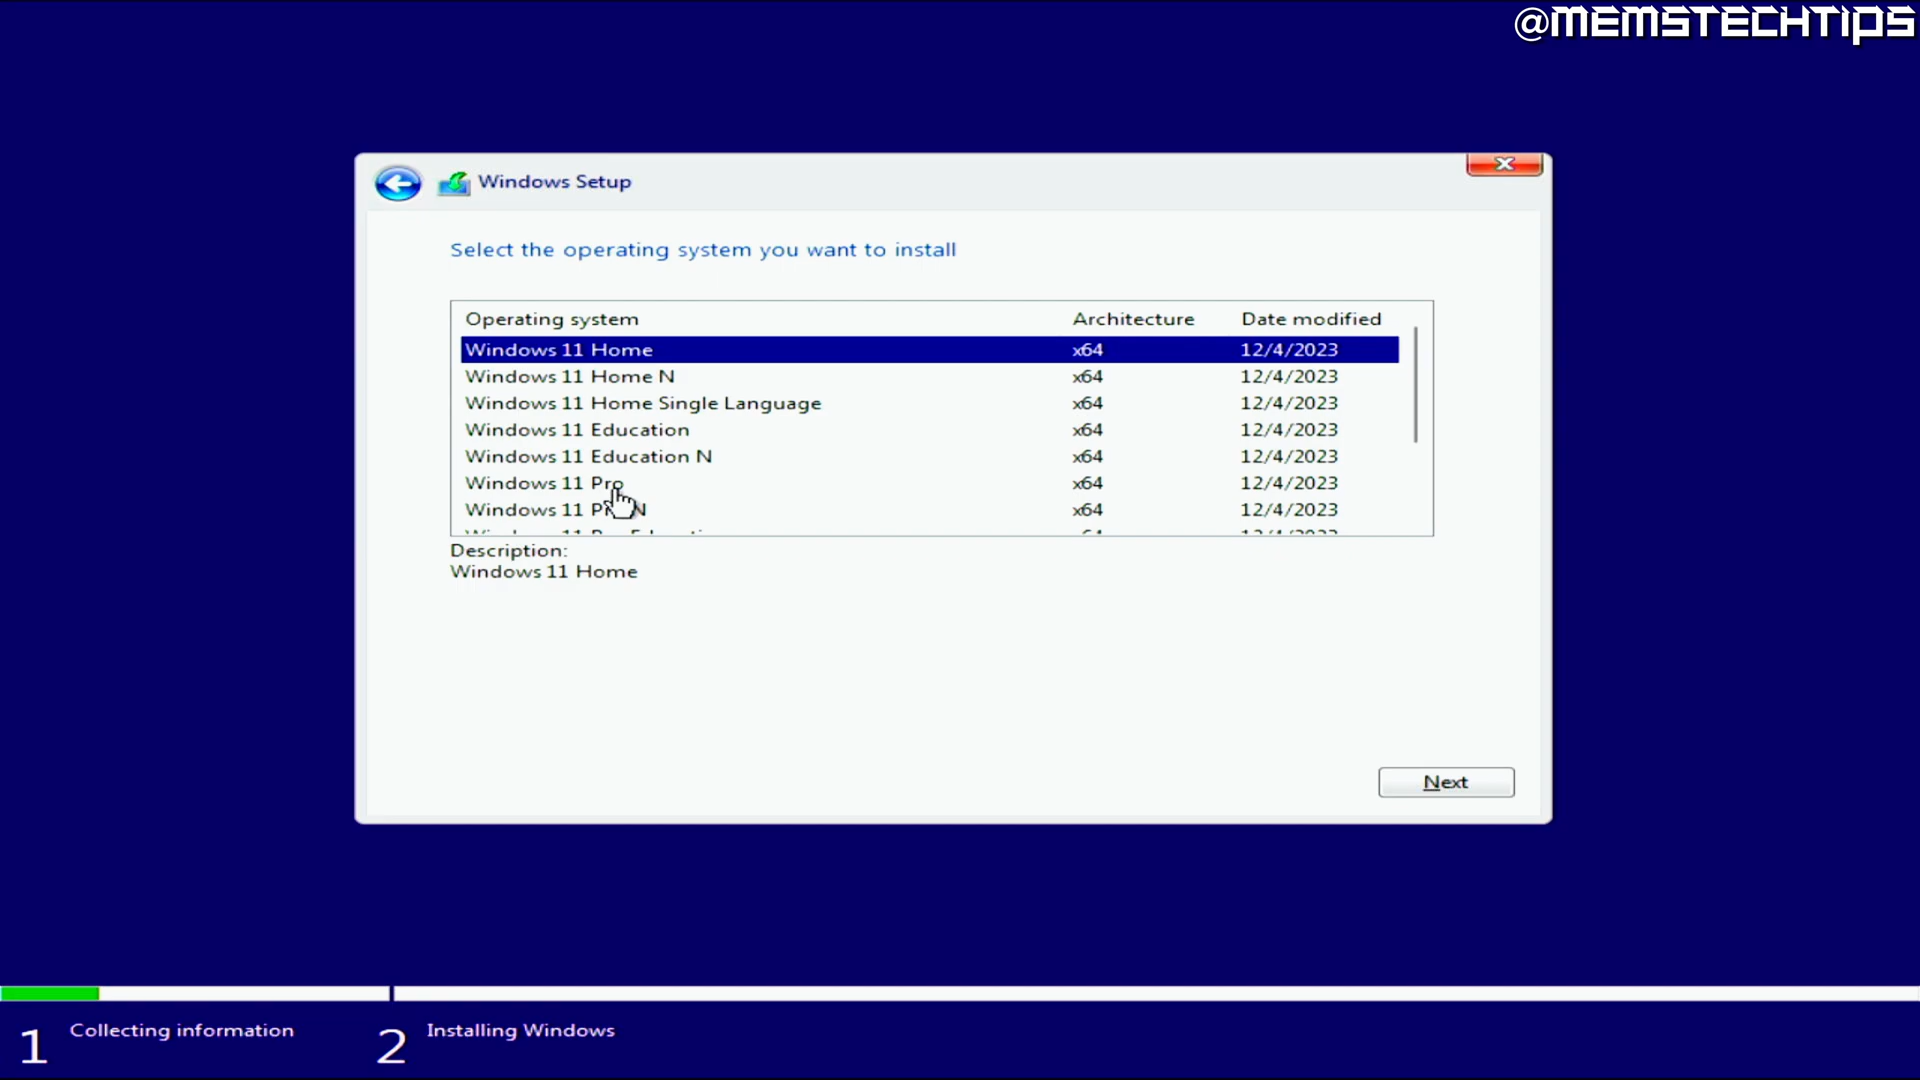 @MEMSTECHTIPS
Windows Setup
Select the operating system you want to install
Operating system Architecture Date modified
Windows 11 Home x64 12/4/2023
Windows 11 Home N x64 12/4/2023
Windows 11 Home Single Language x64 12/4/2023
Windows 11 Education x64 12/4/2023
Windows 11 Education N x64 12/4/2023
Windows 11 Pro x64 12/4/2023
Windows 11 Pro N x64 12/4/2023
Description:
Windows 11 Home
Next
1 Collecting information 2 Installing Windows